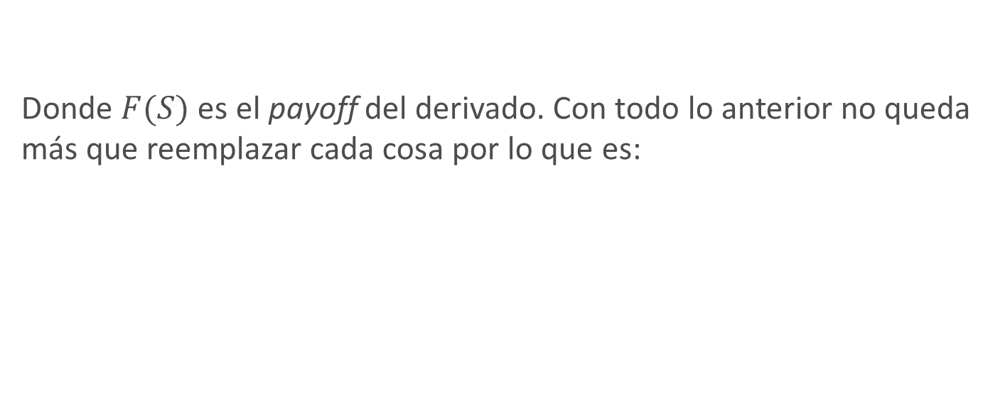 Donde F(S) es el payoff del derivado. Con todo lo anterior no queda
más que reemplazar cada cosa por lo que es: